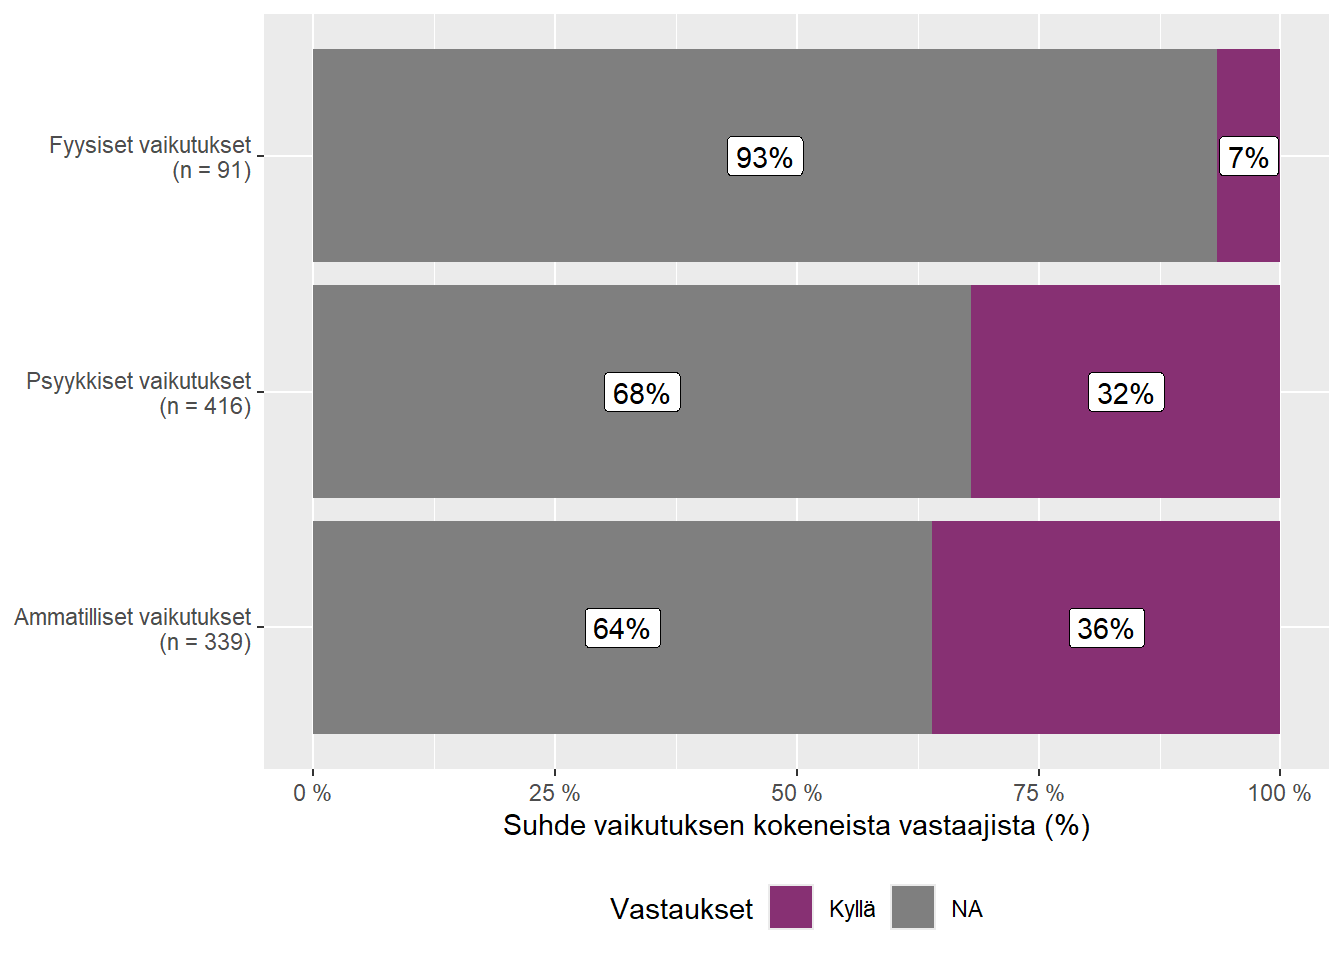 Fyysiset vaikutukset
(n = 91)
93%
7%
Psyykkiset vaikutukset
(n = 416)
68%
32%
Ammatilliset vaikutukset
(n = 339)
64%
36%
0 %
25 %
50 %
75 %
100 %
Suhde vaikutuksen kokeneista vastaajista (%)
Vastaukset
Kyllä
NA